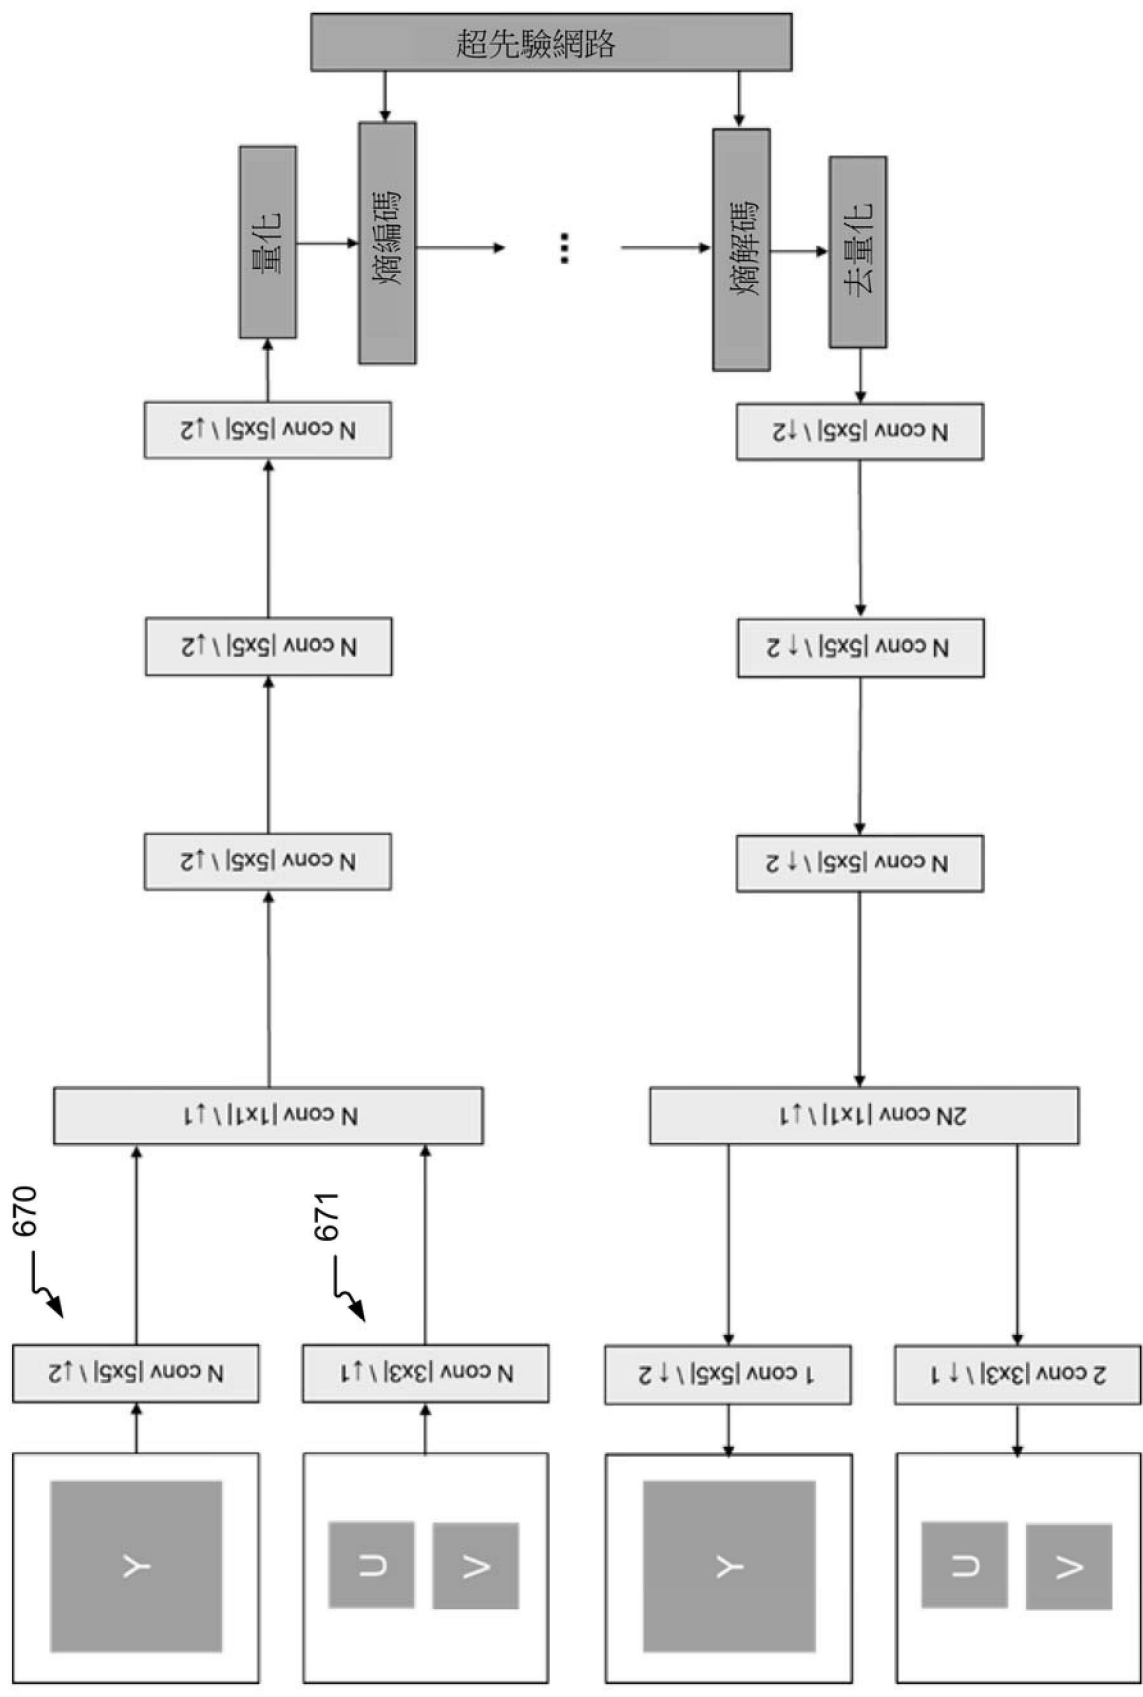 超先驗網路
量化
熵編碼
...
熵解碼
去量化
N conv |5x5| \ ↓2
N conv |5x5| \ ↑2
N conv |5x5| \ ↓2
N conv |5x5| \ ↑ 2
N conv |5x5| \ ↓2
N conv |5x5| \ ↑ 2
N conv |1x1| \ ↓1
2N conv |1x1| \ ↓1
670
671
N conv |5x5| \ ↓2
N conv |3x3| \ ↓1
1 conv |5x5| \ ↑ 2
2 conv |3x3| \ ↑ 1
Y
U
V
Y
U
V